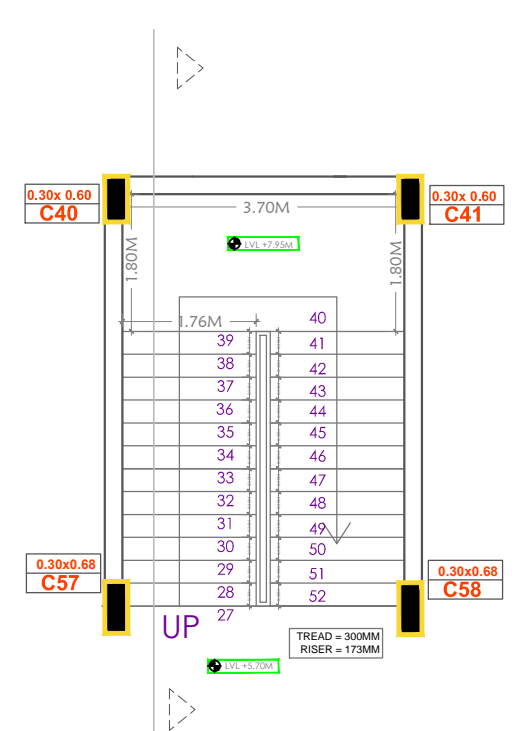 0.30x 0.60
C40
0.30x 0.60
C41
3.70M
LVL +7.95M
1.80M
1.80M
1.76M
40
39
41
38
42
37
43
36
44
35
45
34
46
33
47
32
48
31
49
30
50
29
51
28
52
27
0.30x0.68
C57
0.30x0.68
C58
UP
TREAD = 300MM
RISER = 173MM
LVL +5.70M